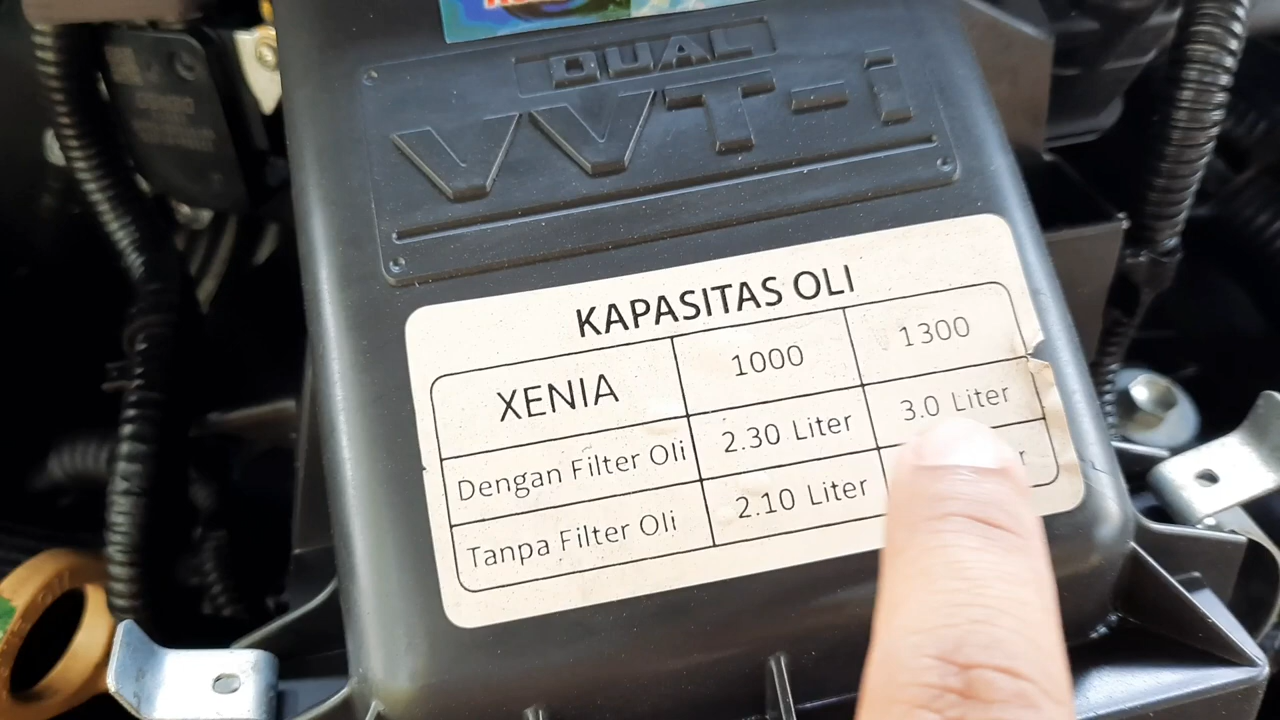 DUAL
VVT-i
KAPASITAS OLI
XENIA 1000 1300
Dengan Filter Oli 2.30 Liter 3.0 Liter
Tanpa Filter Oli 2.10 Liter